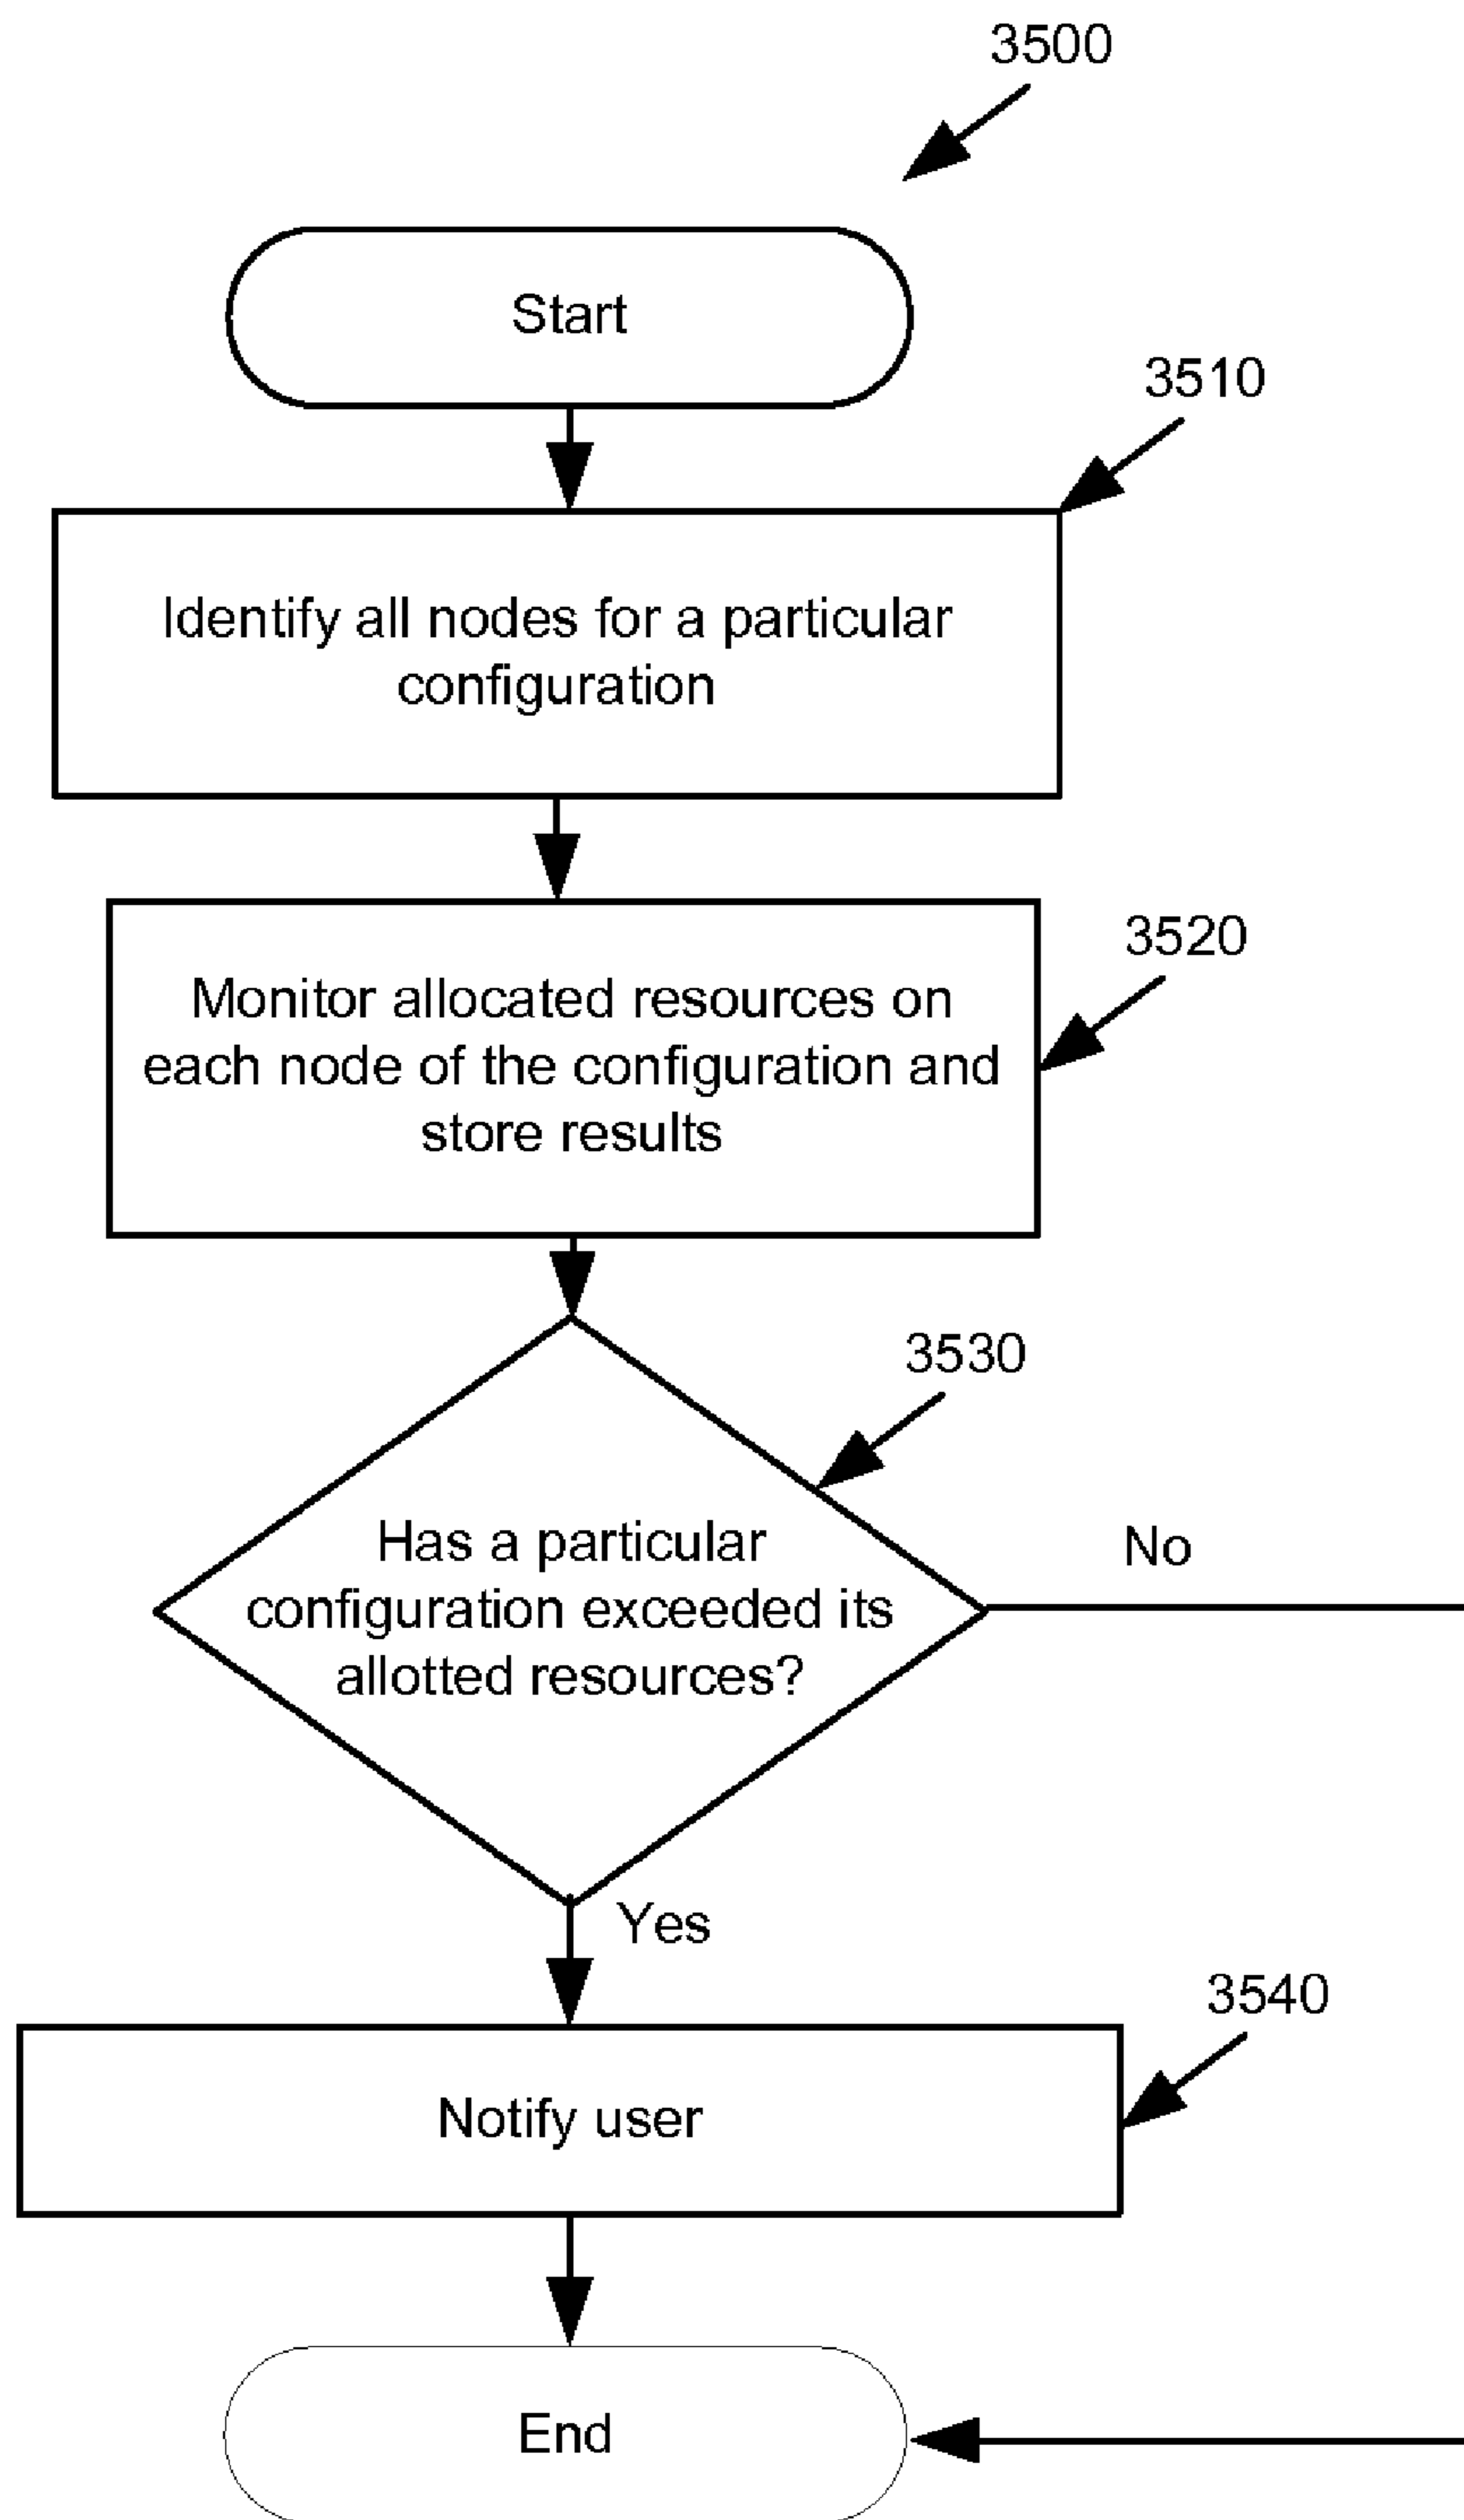 3500
Start
3510
Identify all nodes for a particular
configuration
3520
Monitor allocated resources on
each node of the configuration and
store results
3530
Has a particular
configuration exceeded its
allotted resources?
No
Yes
3540
Notify user
End